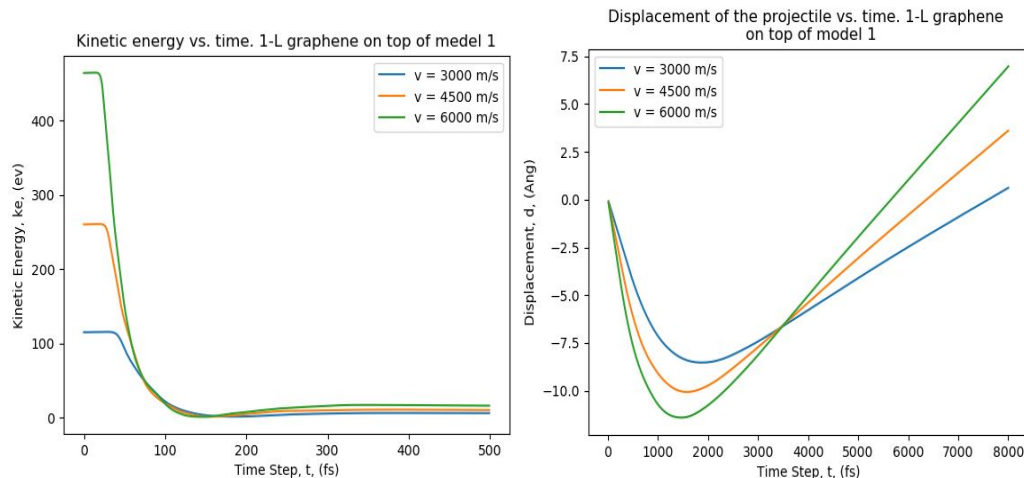 Kinetic energy vs. time. 1-L graphene on top of medel 1
v = 3000 m/s
v = 4500 m/s
v = 6000 m/s
400
300
200
100
0
Kinetic Energy, ke, (ev)
0 100 200 300 400 500
Time Step, t, (fs)
Displacement of the projectile vs. time. 1-L graphene
on top of model 1
v = 3000 m/s
v = 4500 m/s
v = 6000 m/s
7.5
5.0
2.5
0.0
−2.5
−5.0
−7.5
−10.0
Displacement, d, (Ang)
0 1000 2000 3000 4000 5000 6000 7000 8000
Time Step, t, (fs)